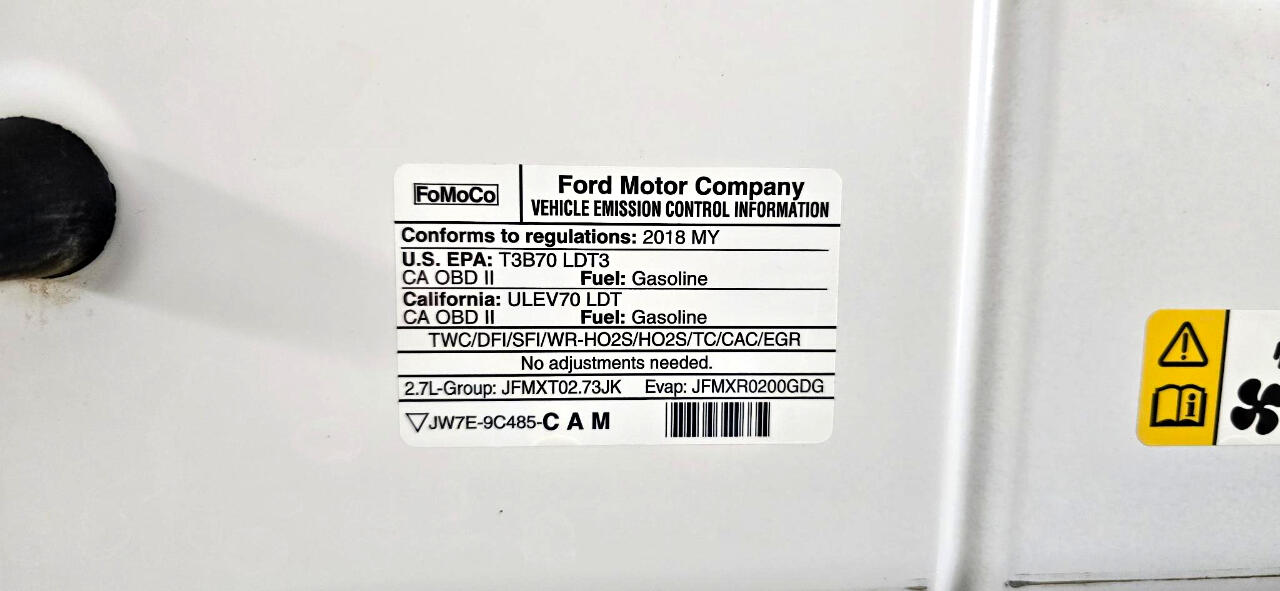 FoMoCo
Ford Motor Company
VEHICLE EMISSION CONTROL INFORMATION
Conforms to regulations: 2018 MY
U.S. EPA: T3B70 LDT3
CA OBD II Fuel: Gasoline
California: ULEV70 LDT
CA OBD II Fuel: Gasoline
TWC/DFI/SFI/WR-HO2S/HO2S/TC/CAC/EGR
No adjustments needed.
2.7L-Group: JFMXT02.73JK Evap: JFMXR0200GDG
JW7E-9C485-C A M